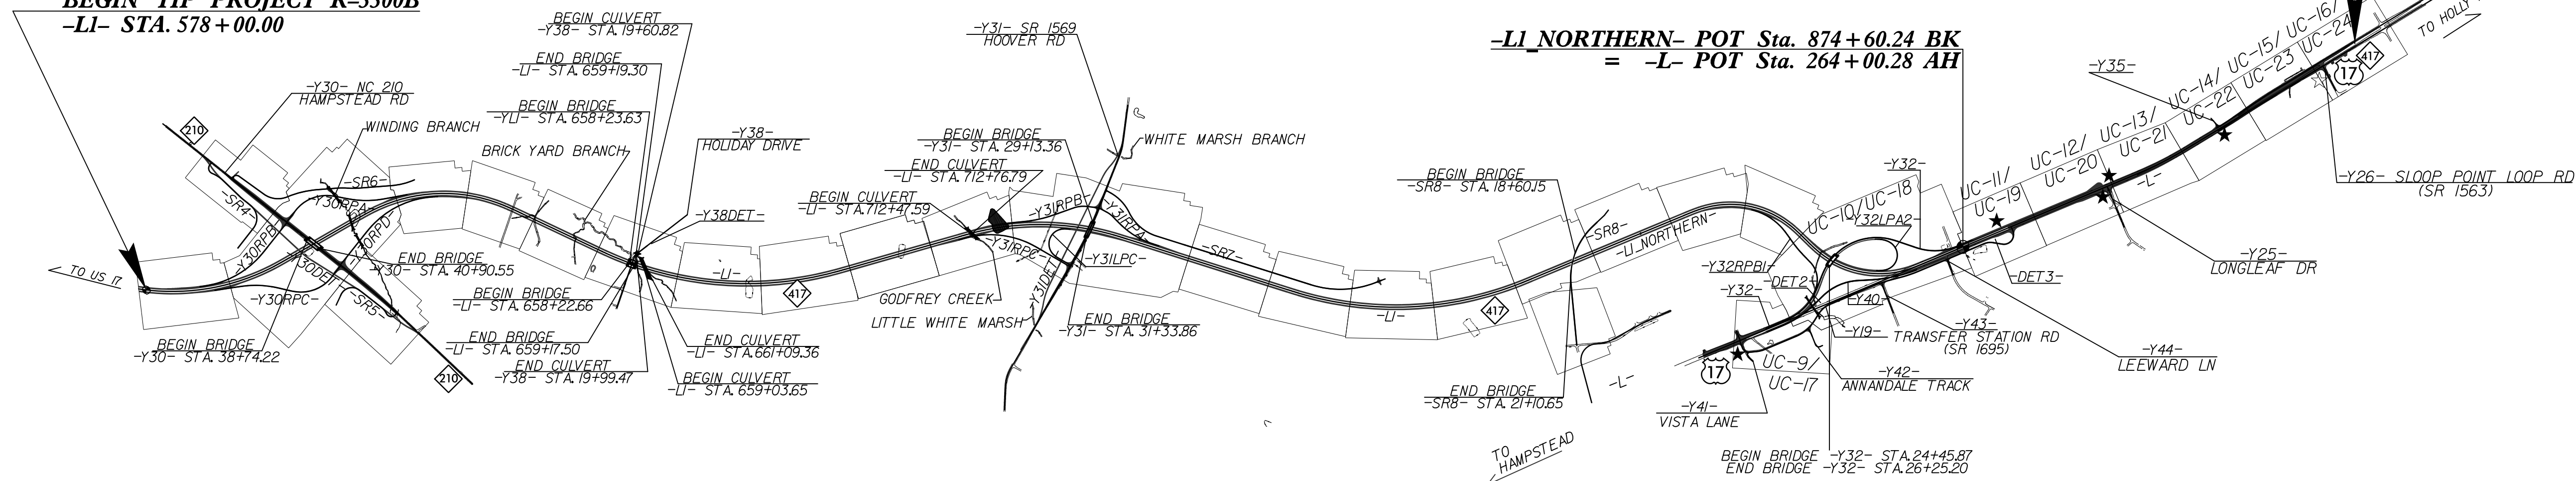 BEGIN TIP PROJECT R-3300B
-L1- STA. 578+00.00
BEGIN CULVERT
-Y38- STA. 19+60.82
END BRIDGE
-L1- STA. 659+19.30
BEGIN BRIDGE
-YL1- STA. 658+23.63
-Y30- NC 210
HAMPSTEAD RD
WINDING BRANCH
BRICK YARD BRANCH
-Y38-
HOLIDAY DRIVE
-Y38DET-
210
-SR6-
-SR4-
-Y30RPA-
-Y30RPB-
-Y30RPD-
-Y30DET-
-Y30RPC-
-SR5-
TO US 17
END BRIDGE
-Y30- STA. 40+90.55
BEGIN BRIDGE
-Y30- STA. 38+74.22
210
BEGIN BRIDGE
-L1- STA. 658+22.66
END BRIDGE
-L1- STA. 659+17.50
END CULVERT
-Y38- STA. 19+99.47
END CULVERT
-L1- STA. 661+09.36
BEGIN CULVERT
-L1- STA. 659+03.65
-L1-
417
-Y31- SR 1569
HOOVER RD
BEGIN BRIDGE
-Y31- STA. 29+13.36
END CULVERT
-L1- STA. 712+76.79
BEGIN CULVERT
-L1- STA. 712+47.59
WHITE MARSH BRANCH
-Y31RPB-
-Y31RPA-
-Y31RPC-
-Y31DET-
-Y31LPC-
-SR7-
GODFREY CREEK
LITTLE WHITE MARSH
END BRIDGE
-Y31- STA. 31+33.86
-L1-
417
BEGIN BRIDGE
-SR8- STA. 18+60.15
END BRIDGE
-SR8- STA. 21+10.65
-SR8-
-L1_NORTHERN-
-L-
TO
HAMPSTEAD
-L1_NORTHERN- POT Sta. 874+60.24 BK
= -L- POT Sta. 264+00.28 AH
-Y32-
UC-10/UC-18
-Y32LPA2-
-Y32RPB1-
-DET2-
-Y32-
-Y40-
-Y19-
-Y43-
TRANSFER STATION RD
(SR 1695)
-Y42-
ANNANDALE TRACK
UC-9/
UC-17
17
-Y41-
VISTA LANE
BEGIN BRIDGE -Y32- STA. 24+45.87
END BRIDGE -Y32- STA. 26+25.20
-Y44-
LEEWARD LN
-DET3-
-Y25-
LONGLEAF DR
UC-11/
UC-19
UC-12/
UC-20
UC-13/
UC-21
UC-14/
UC-22
UC-15/
UC-23
UC-16/
UC-24
-L-
-Y35-
417
17
-Y26- SLOOP POINT LOOP RD
(SR 1563)